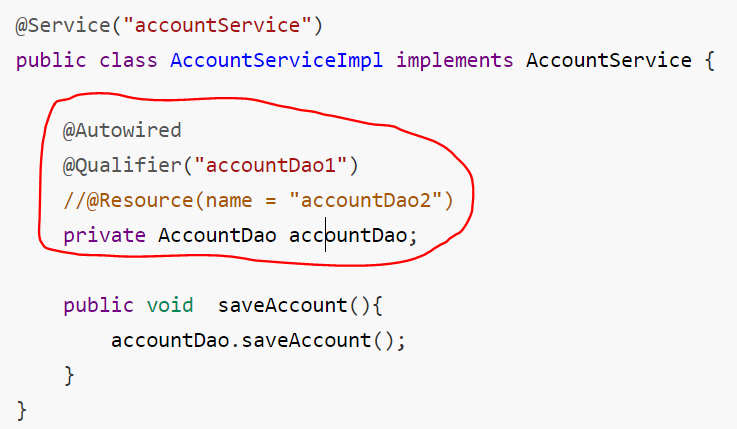 @Service("accountService")
public class AccountServiceImpl implements AccountService {
@Autowired
@Qualifier("accountDao1")
//@Resource(name = "accountDao2")
private AccountDao accountDao;
public void  saveAccount(){
accountDao.saveAccount();
}
}